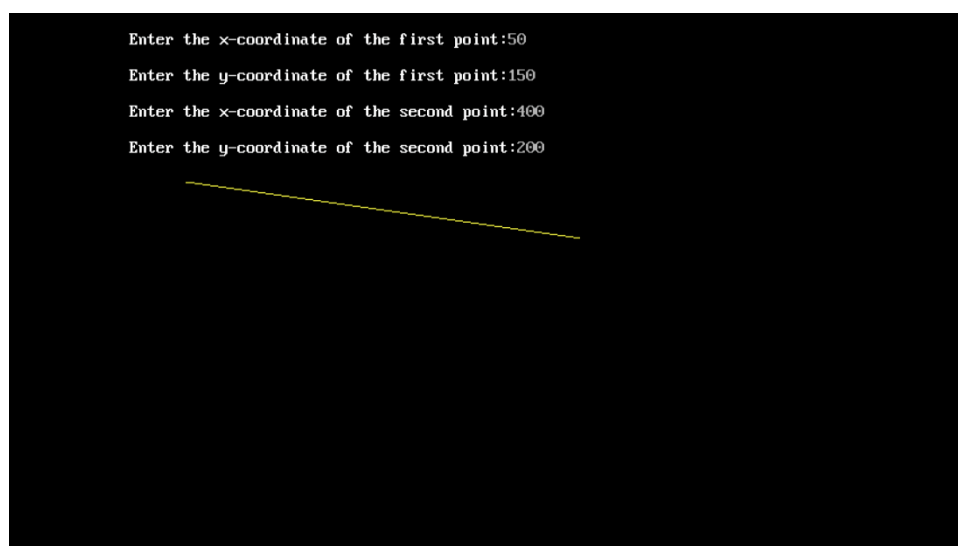 Enter the x-coordinate of the first point:50
Enter the y-coordinate of the first point:150
Enter the x-coordinate of the second point:400
Enter the y-coordinate of the second point:200